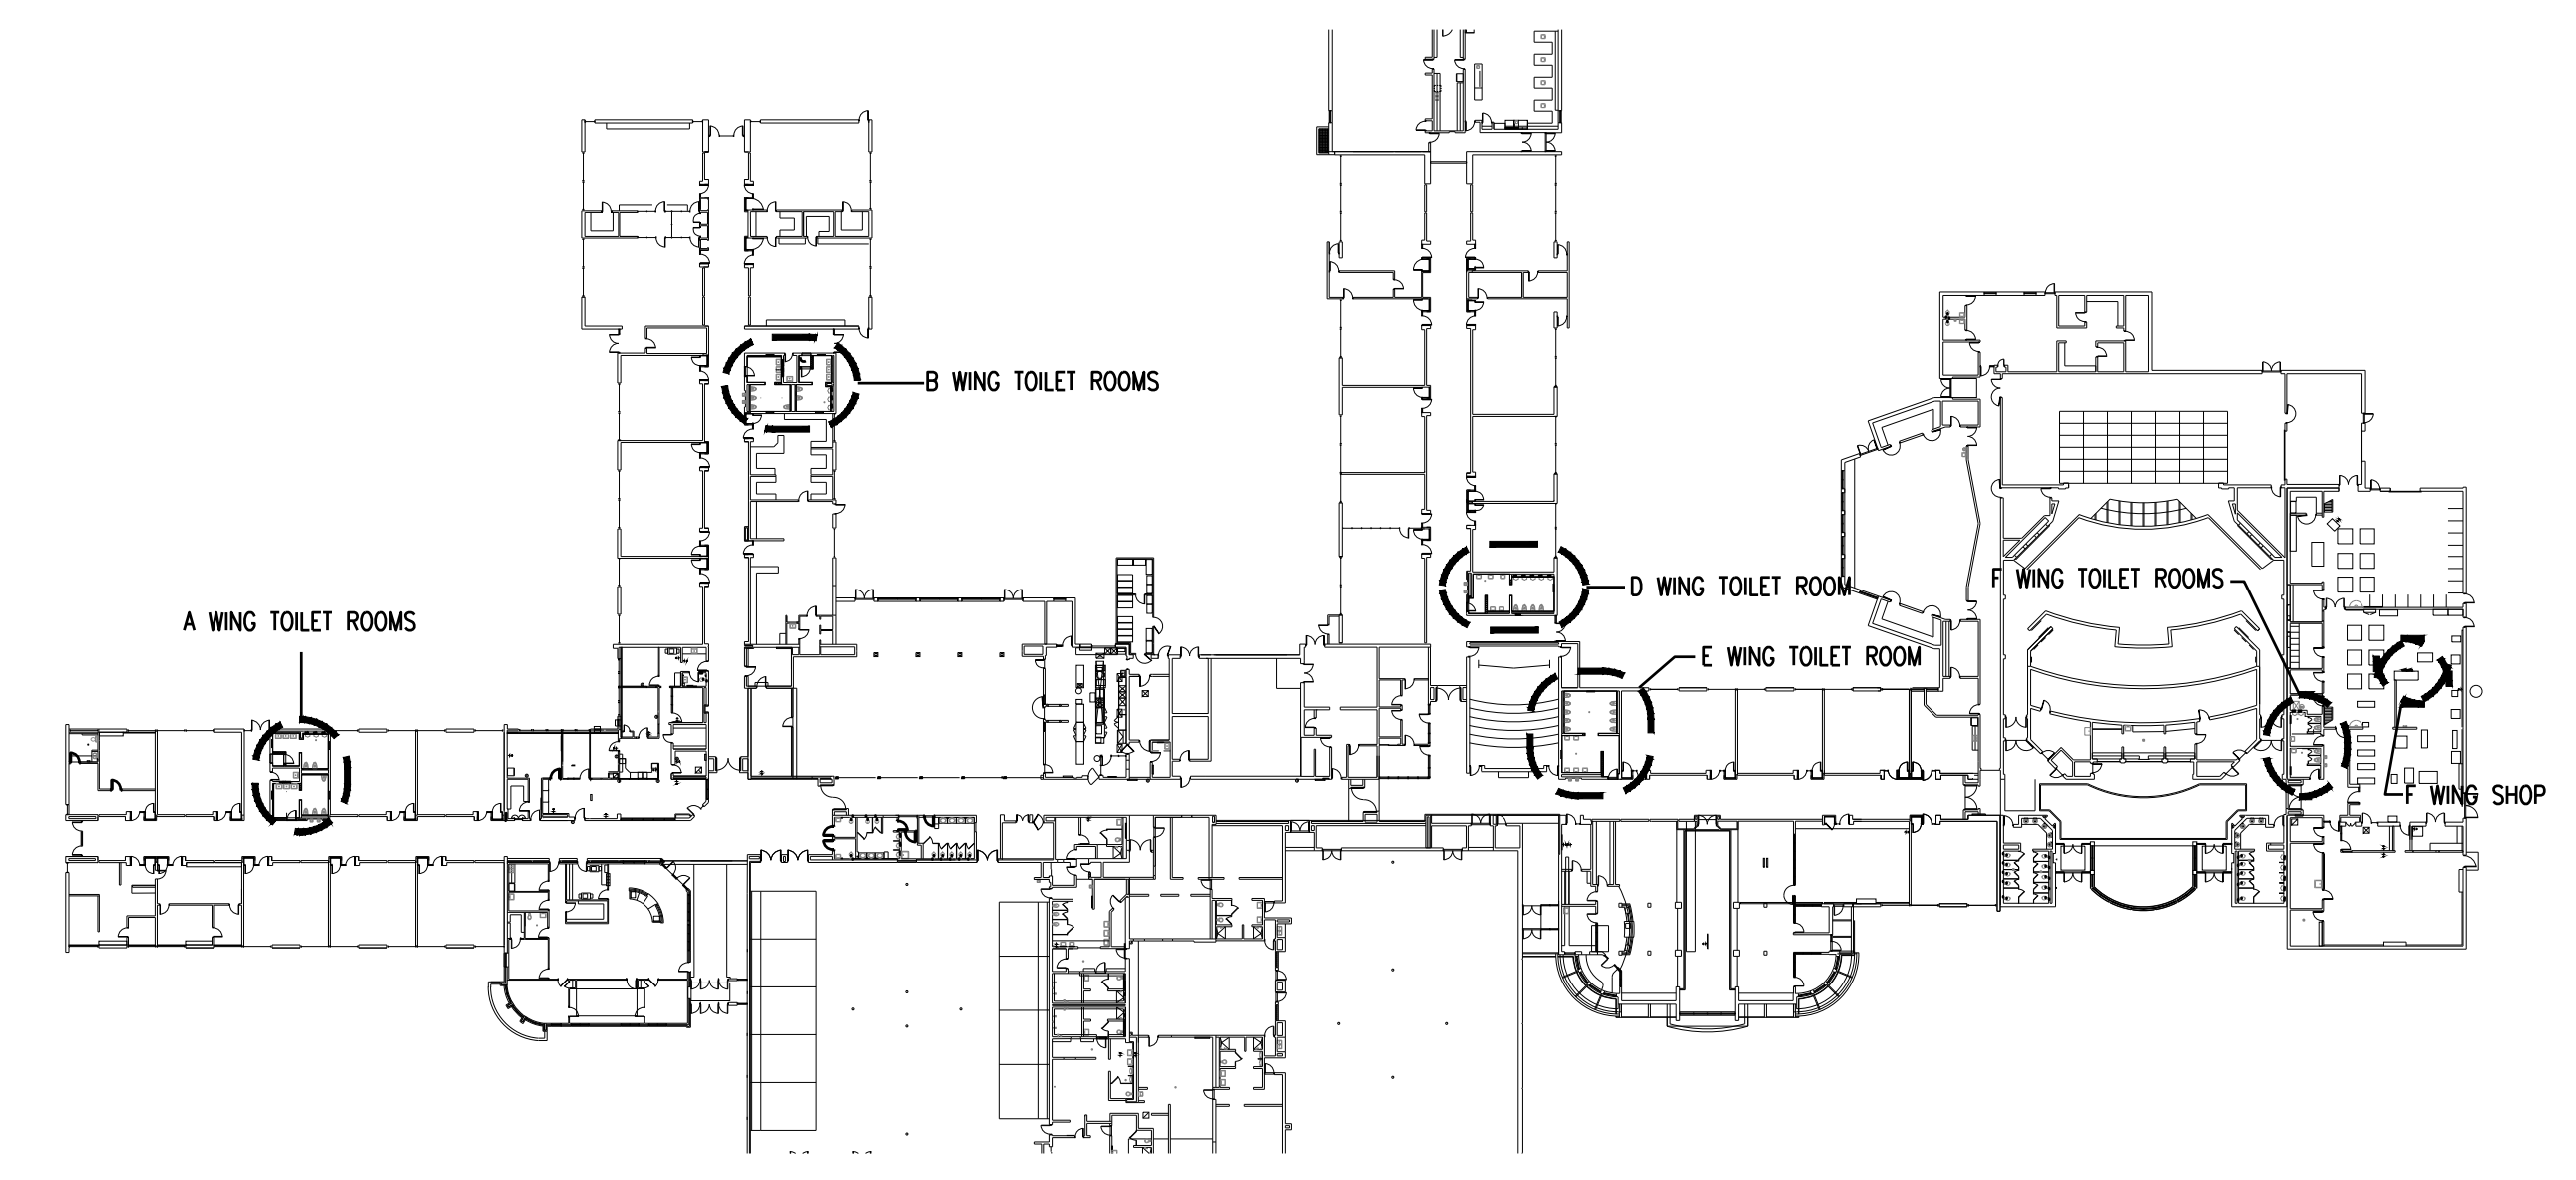 B WING TOILET ROOMS
F WING TOILET ROOMS
D WING TOILET ROOM
A WING TOILET ROOMS
E WING TOILET ROOM
F WING SHOP